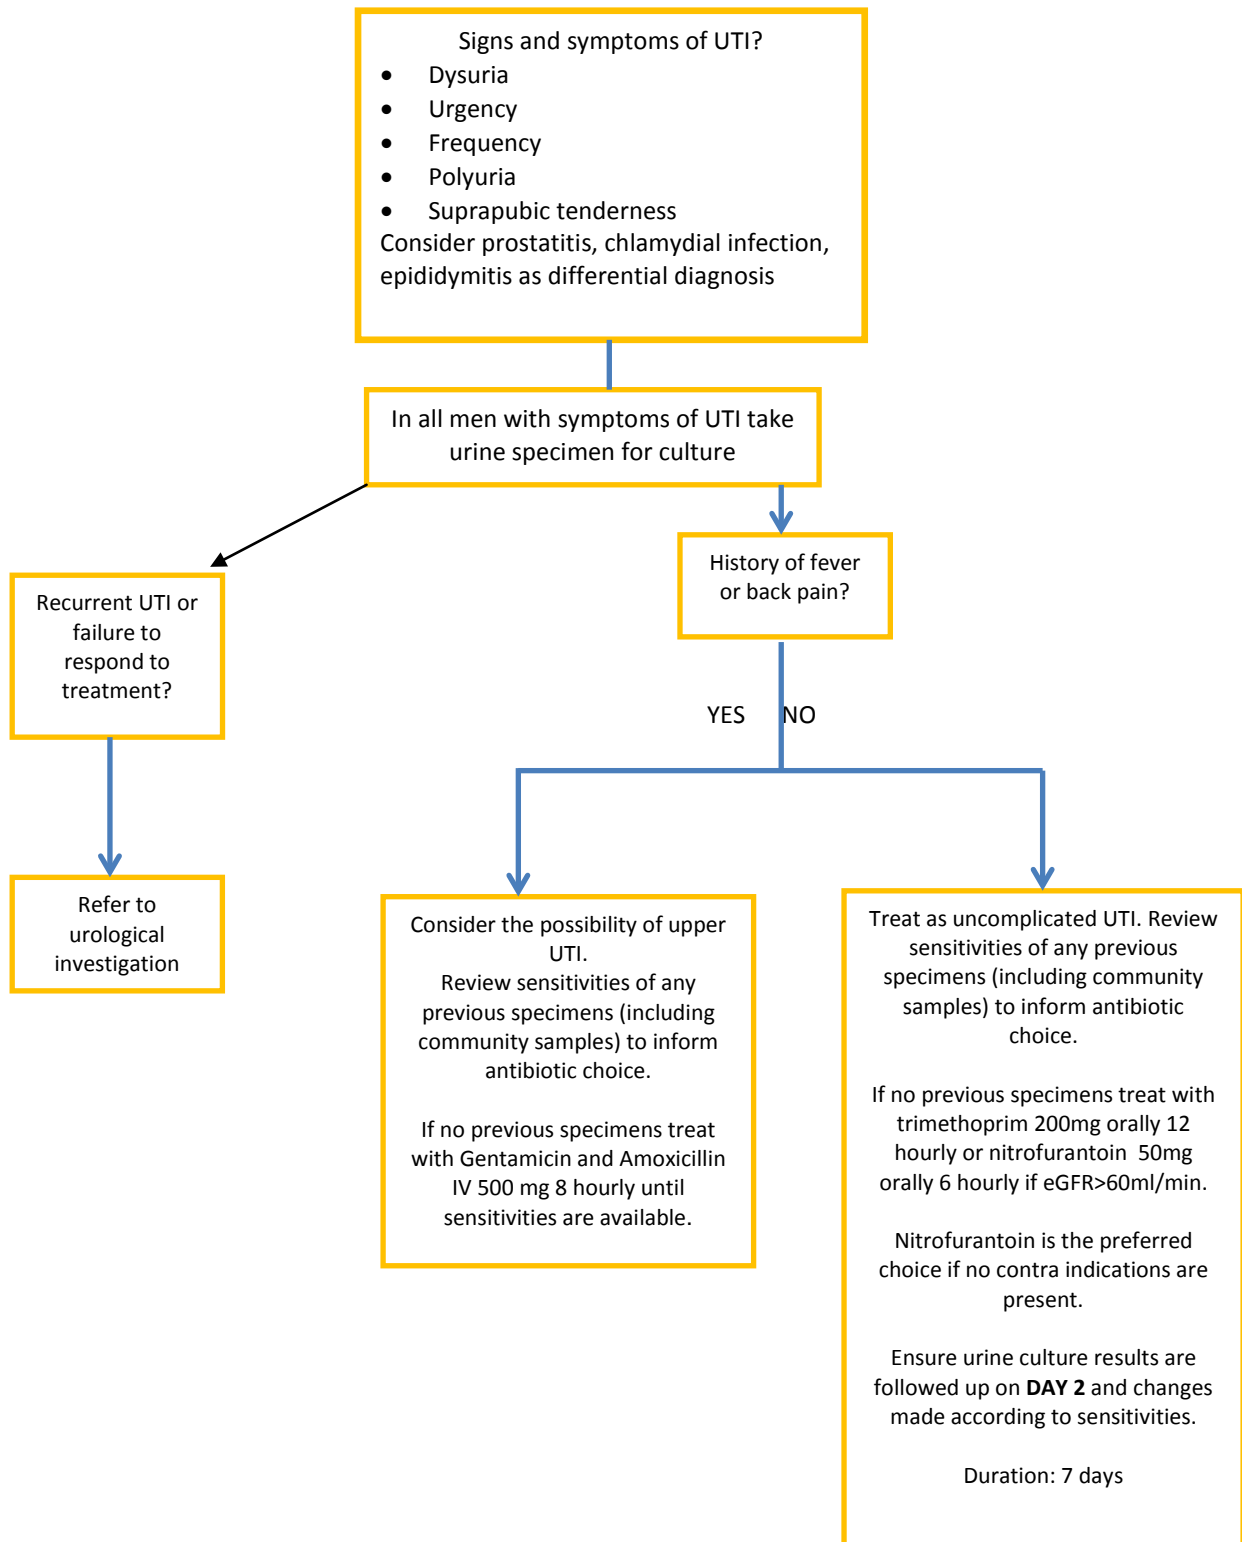 Signs and symptoms of UTI?
• Dysuria
• Urgency
• Frequency
• Polyuria
• Suprapubic tenderness
Consider prostatitis, chlamydial infection,
epididymitis as differential diagnosis
In all men with symptoms of UTI take
urine specimen for culture
Recurrent UTI or
failure to
respond to
treatment?
History of fever
or back pain?
YES NO
Refer to
urological
investigation
Consider the possibility of upper
UTI.
Review sensitivities of any
previous specimens (including
community samples) to inform
antibiotic choice.
If no previous specimens treat
with Gentamicin and Amoxicillin
IV 500 mg 8 hourly until
sensitivities are available.
Treat as uncomplicated UTI. Review
sensitivities of any previous
specimens (including community
samples) to inform antibiotic
choice.
If no previous specimens treat with
trimethoprim 200mg orally 12
hourly or nitrofurantoin 50mg
orally 6 hourly if eGFR>60ml/min.
Nitrofurantoin is the preferred
choice if no contra indications are
present.
Ensure urine culture results are
followed up on DAY 2 and changes
made according to sensitivities.
Duration: 7 days